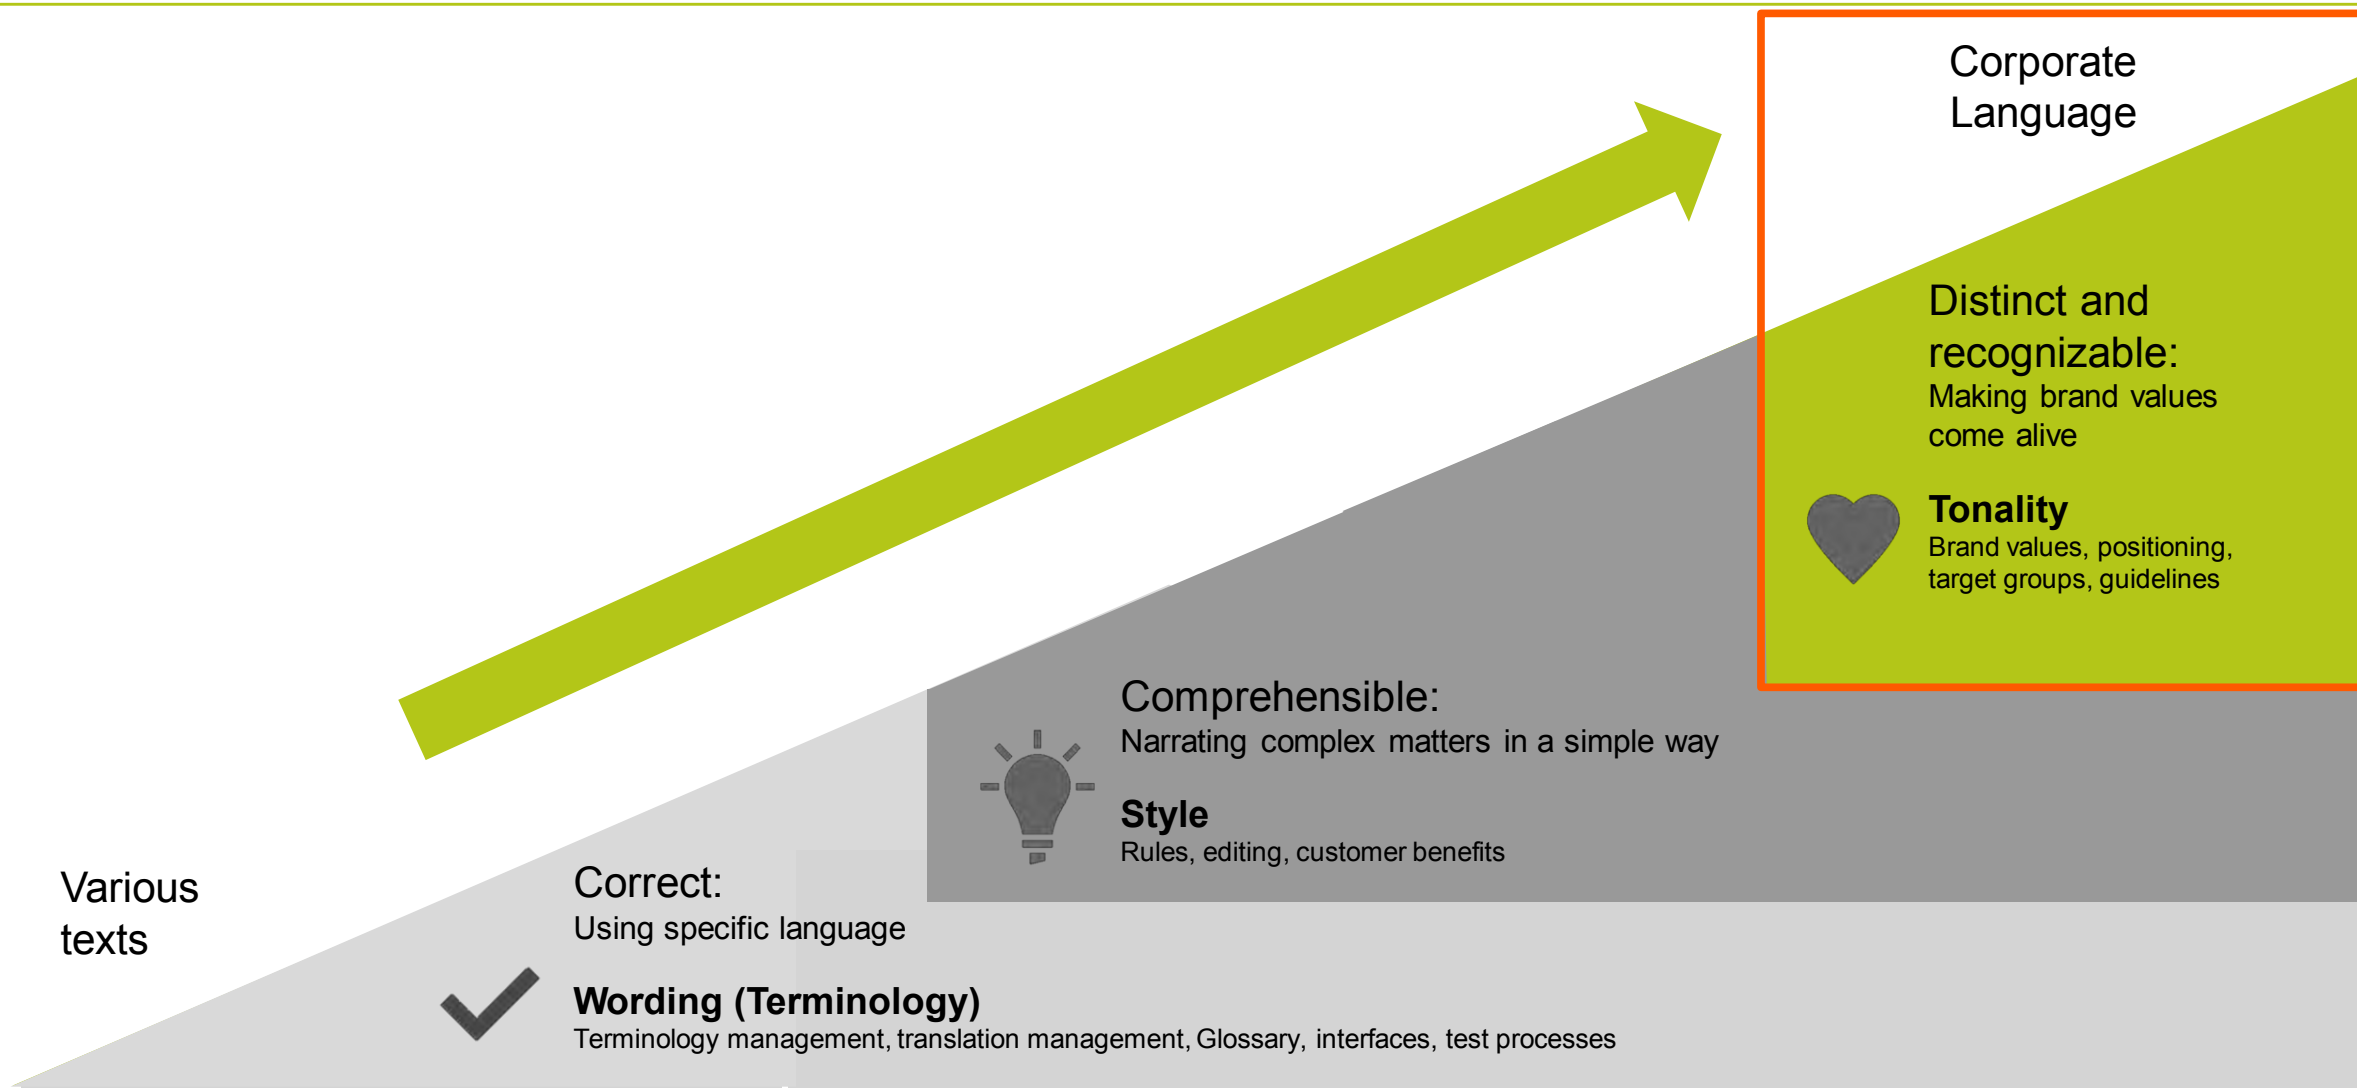 Corporate
Language
Distinct and
recognizable:
Making brand values
come alive
Tonality
Brand values, positioning,
target groups, guidelines
Comprehensible:
Narrating complex matters in a simple way
Style
Rules, editing, customer benefits
Various
texts
Correct:
Using specific language
Wording (Terminology)
Terminology management, translation management, Glossary, interfaces, test processes